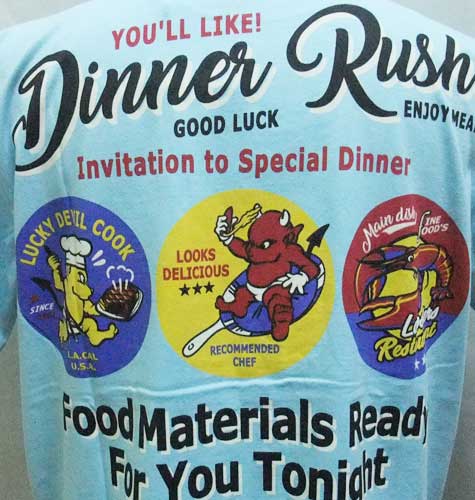 YOU'LL LIKE!
Dinner Rush
GOOD LUCK
ENJOY MEA
Invitation to Special Dinner
LUCKY DEVIL COOK
SINCE
L.A.CAL
U.S.A.
LOOKS
DELICIOUS
RECOMMENDED
CHEF
Main dish
FINE
FOOD'S
Food Materials Ready
For You Tonight